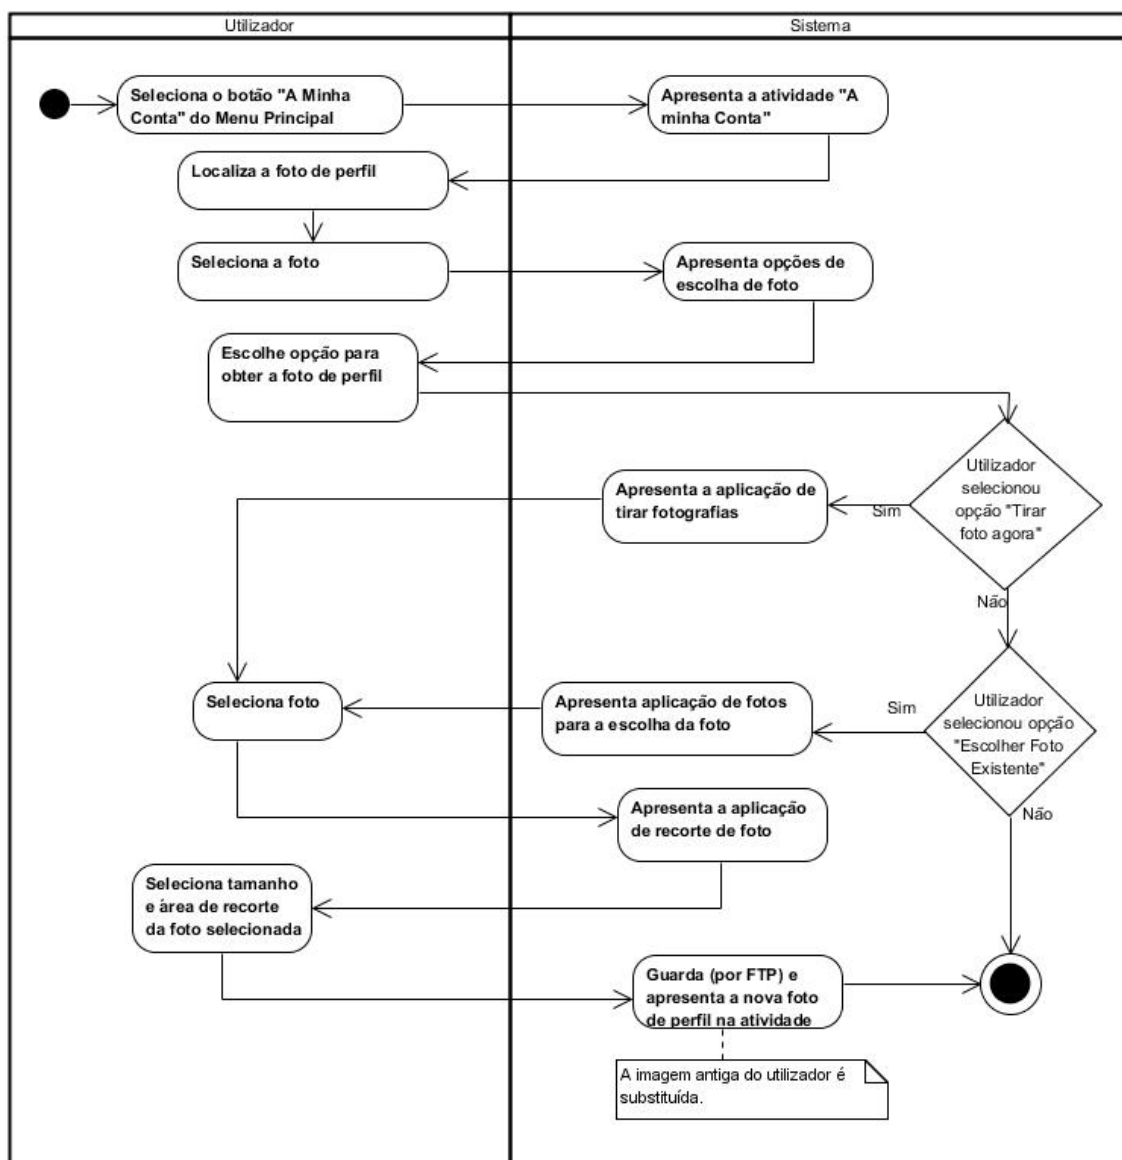 Utilizador
Sistema
Seleciona o botão "A Minha
Conta" do Menu Principal
Apresenta a atividade "A
minha Conta"
Localiza a foto de perfil
Seleciona a foto
Apresenta opções de
escolha de foto
Escolhe opção para
obter a foto de perfil
Utilizador
selecionou
opção "Tirar
foto agora"
Apresenta a aplicação de
tirar fotografias
Sim
Não
Seleciona foto
Apresenta aplicação de fotos
para a escolha da foto
Sim
Utilizador
selecionou opção
"Escolher Foto
Existente"
Não
Apresenta a aplicação
de recorte de foto
Seleciona tamanho
e área de recorte
da foto selecionada
Guarda (por FTP) e
apresenta a nova foto
de perfil na atividade
A imagem antiga do utilizador é
substituída.